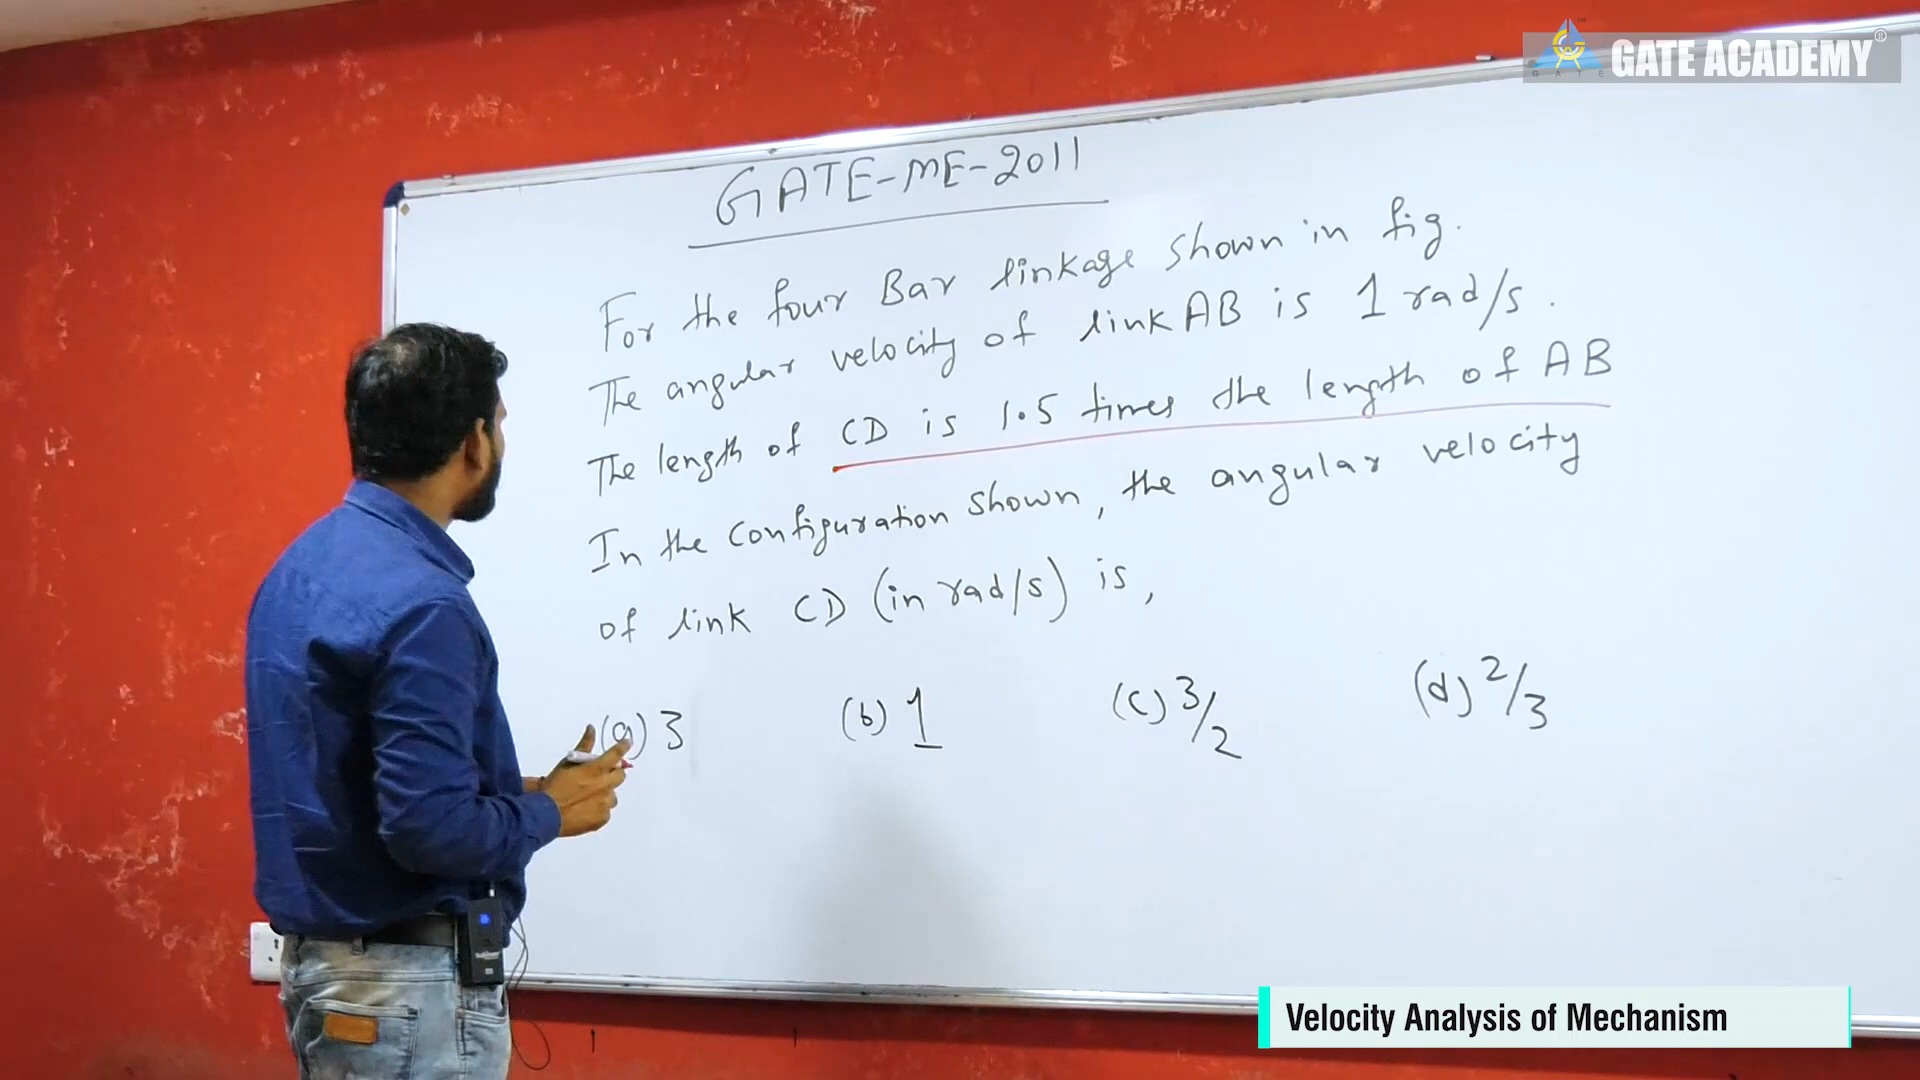 GATE ACADEMY®
GATE-ME-2011
For the four Bar linkage shown in fig.
The angular velocity of link AB is 1 rad/s.
The length of CD is 1.5 times the length of AB
In the configuration shown, the angular velocity
of link CD (in rad/s) is,
(a) 3 (b) 1 (c) 3/2 (d) 2/3
Velocity Analysis of Mechanism